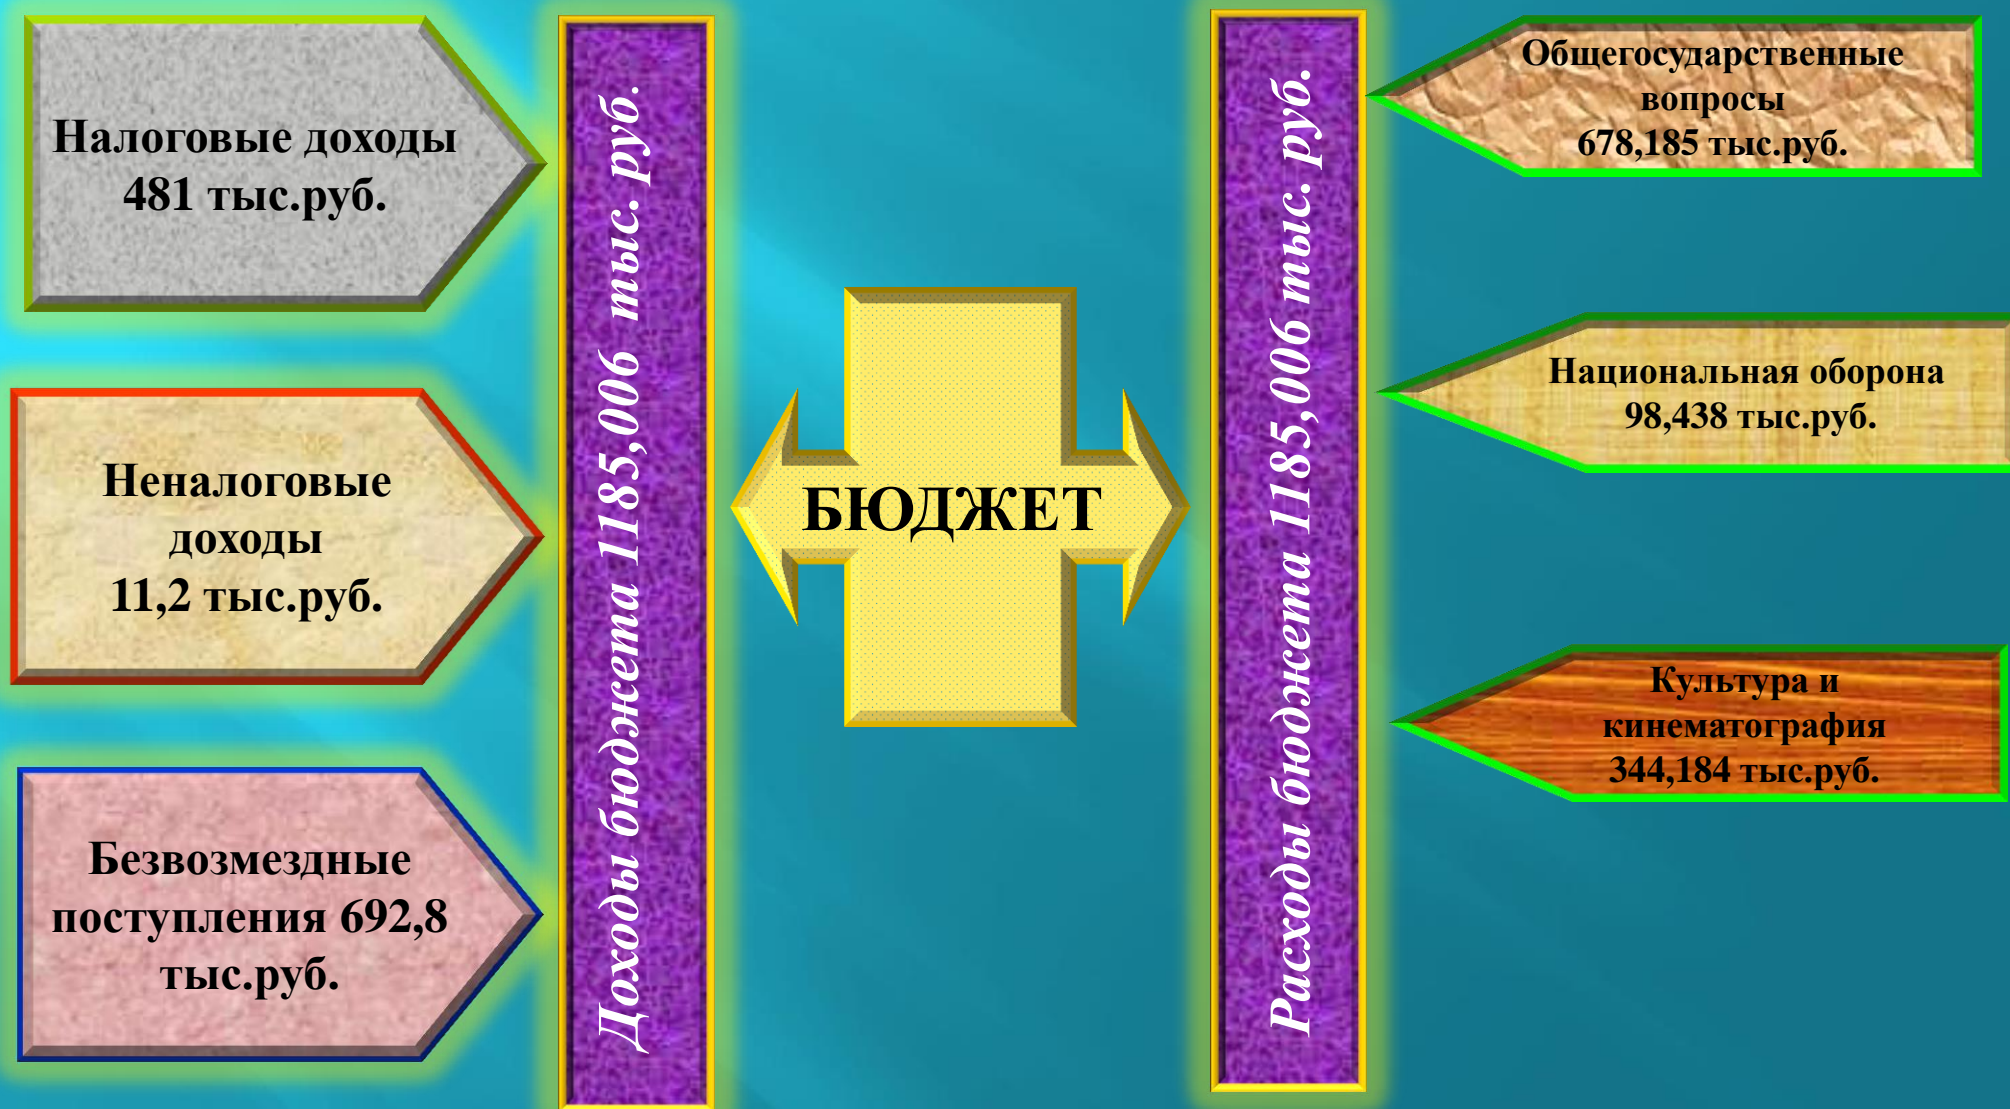 Налоговые доходы
481 тыс.руб.
Неналоговые
доходы
11,2 тыс.руб.
Безвозмездные
поступления 692,8
тыс.руб.
Доходы бюджета 1185,006 тыс. руб.
БЮДЖЕТ
Расходы бюджета 1185,006 тыс. руб.
Общегосударственные
вопросы
678,185 тыс.руб.
Национальная оборона
98,438 тыс.руб.
Культура и
кинематография
344,184 тыс.руб.